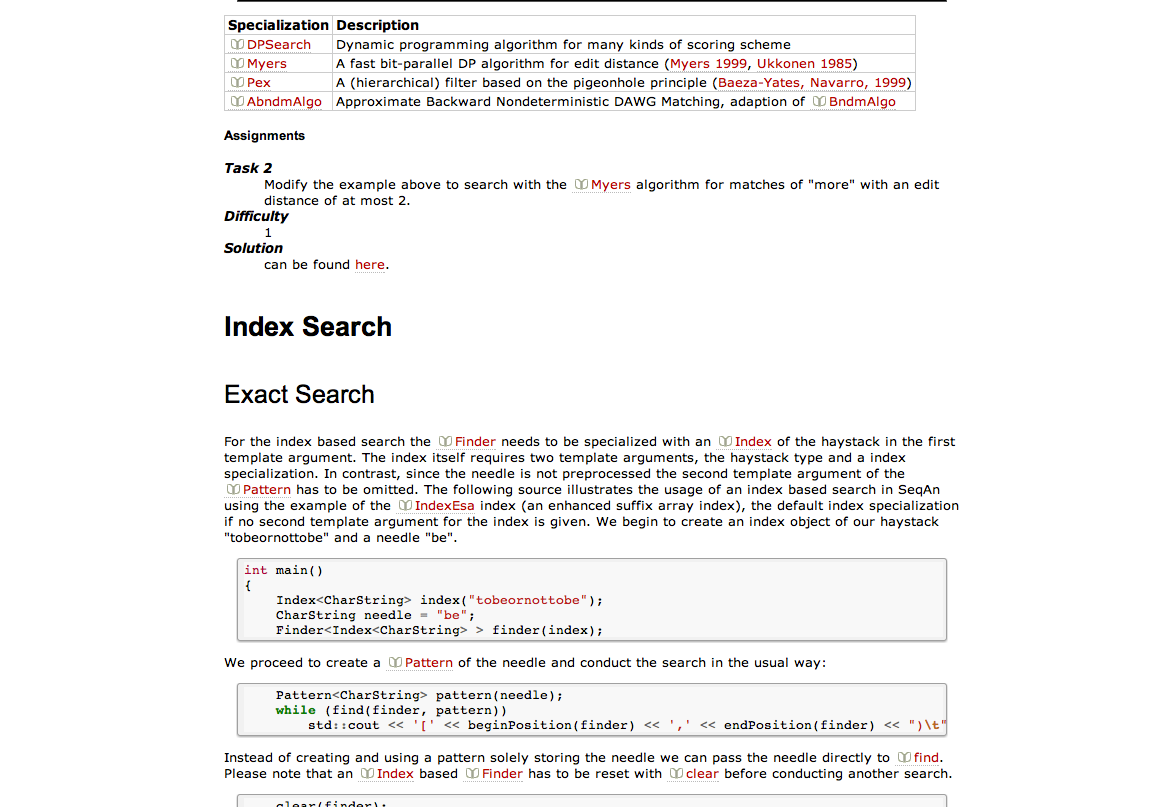 Specialization Description
DPSearch Dynamic programming algorithm for many kinds of scoring scheme
Myers A fast bit-parallel DP algorithm for edit distance (Myers 1999, Ukkonen 1985)
Pex A (hierarchical) filter based on the pigeonhole principle (Baeza-Yates, Navarro, 1999)
AbndmAlgo Approximate Backward Nondeterministic DAWG Matching, adaption of BndmAlgo
Assignments
Task 2
Modify the example above to search with the Myers algorithm for matches of "more" with an edit
distance of at most 2.
Difficulty
1
Solution
can be found here.
Index Search
Exact Search
For the index based search the Finder needs to be specialized with an Index of the haystack in the first
template argument. The index itself requires two template arguments, the haystack type and a index
specialization. In contrast, since the needle is not preprocessed the second template argument of the
Pattern has to be omitted. The following source illustrates the usage of an index based search in SeqAn
using the example of the IndexEsa index (an enhanced suffix array index), the default index specialization
if no second template argument for the index is given. We begin to create an index object of our haystack
"tobeornottobe" and a needle "be".
int main()
{
    Index<CharString> index("tobeornottobe");
    CharString needle = "be";
    Finder<Index<CharString> > finder(index);
We proceed to create a Pattern of the needle and conduct the search in the usual way:
    Pattern<CharString> pattern(needle);
    while (find(finder, pattern))
        std::cout << '[' << beginPosition(finder) << ',' << endPosition(finder) << ")\t"
Instead of creating and using a pattern solely storing the needle we can pass the needle directly to find.
Please note that an Index based Finder has to be reset with clear before conducting another search.
    clear(finder);